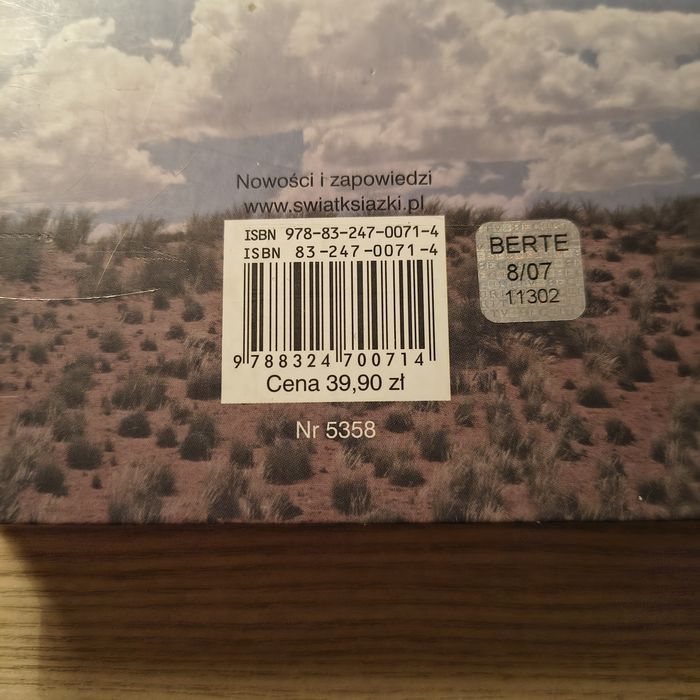 Nowości i zapowiedzi
www.swiatksiazki.pl
ISBN 978-83-247-0071-4
ISBN 83-247-0071-4
9 788324 700714
Cena 39,90 zł
Nr 5358
BERTE
8/07
11302